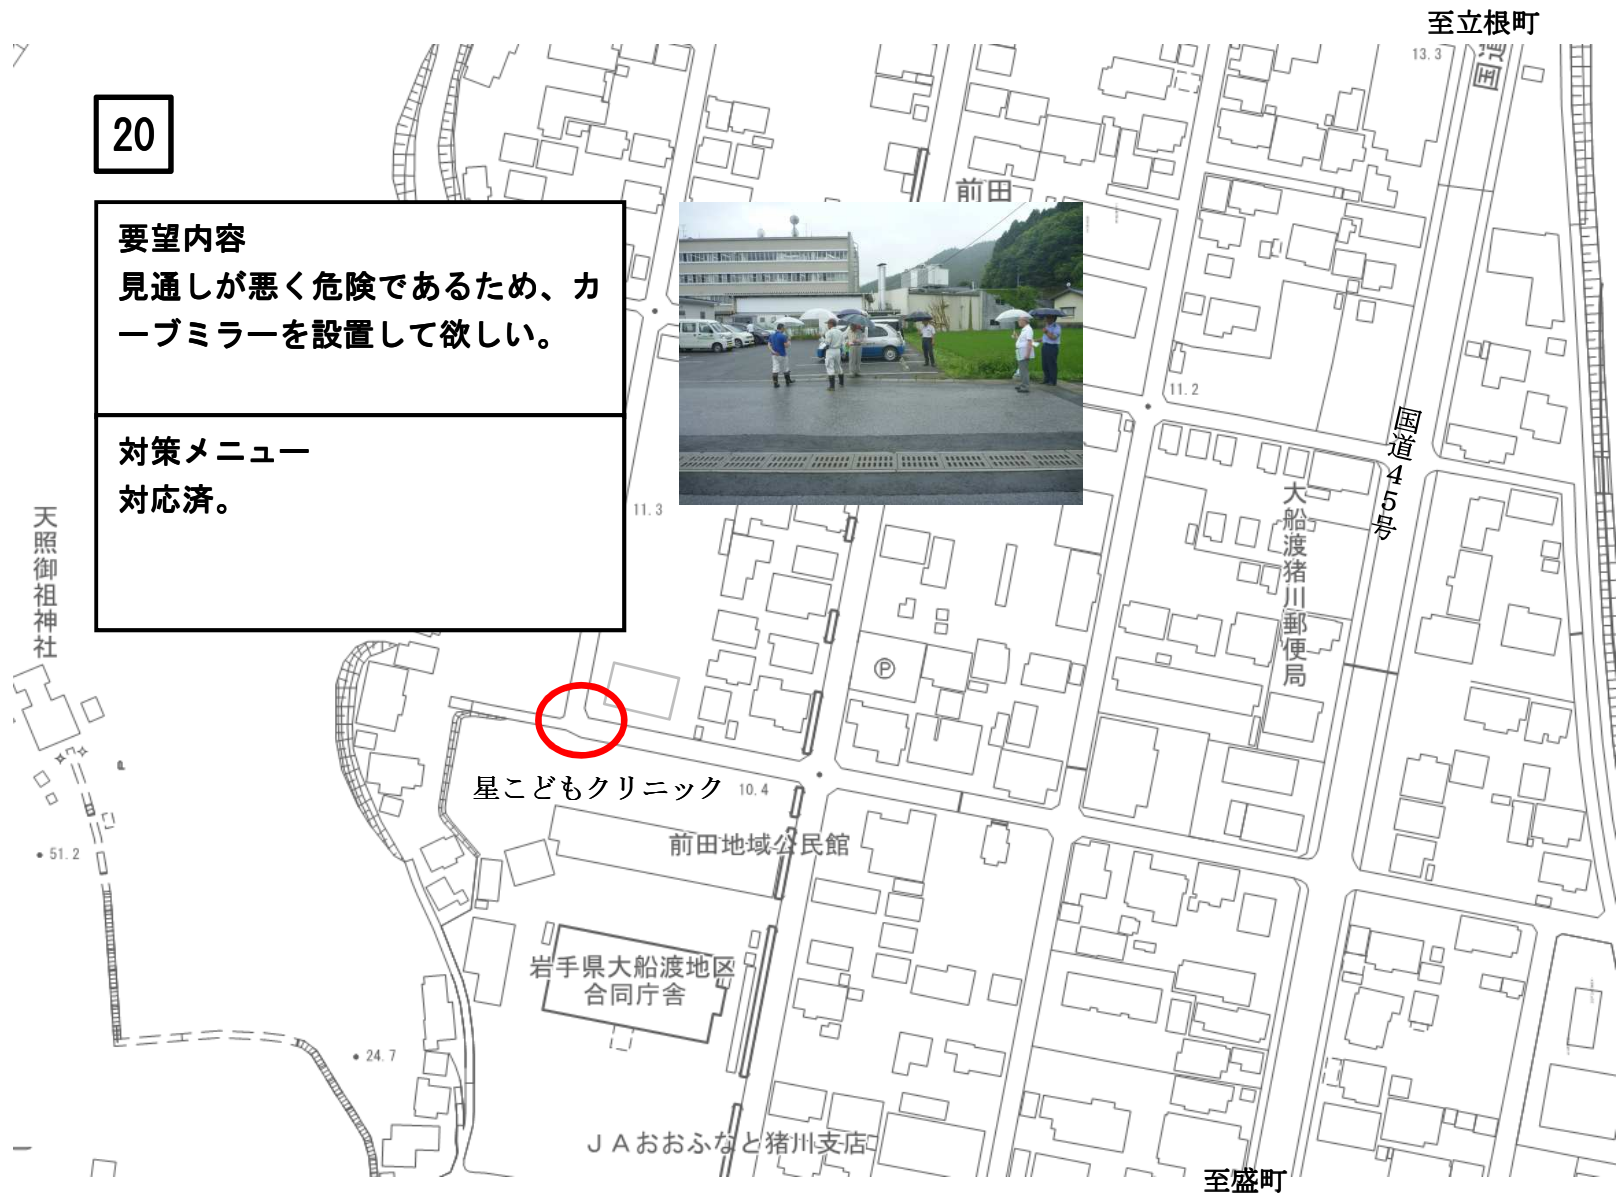 至立根町
13.3
国道
20
前田
要望内容
見通しが悪く危険であるため、カ
ーブミラーを設置して欲しい。
11.2
国道45号
対策メニュー
対応済。
11.3
大船渡猪川郵便局
天照御祖神社
P
星こどもクリニック
10.4
前田地域公民館
51.2
岩手県大船渡地区
合同庁舎
24.7
JAおおふなと猪川支店
至盛町